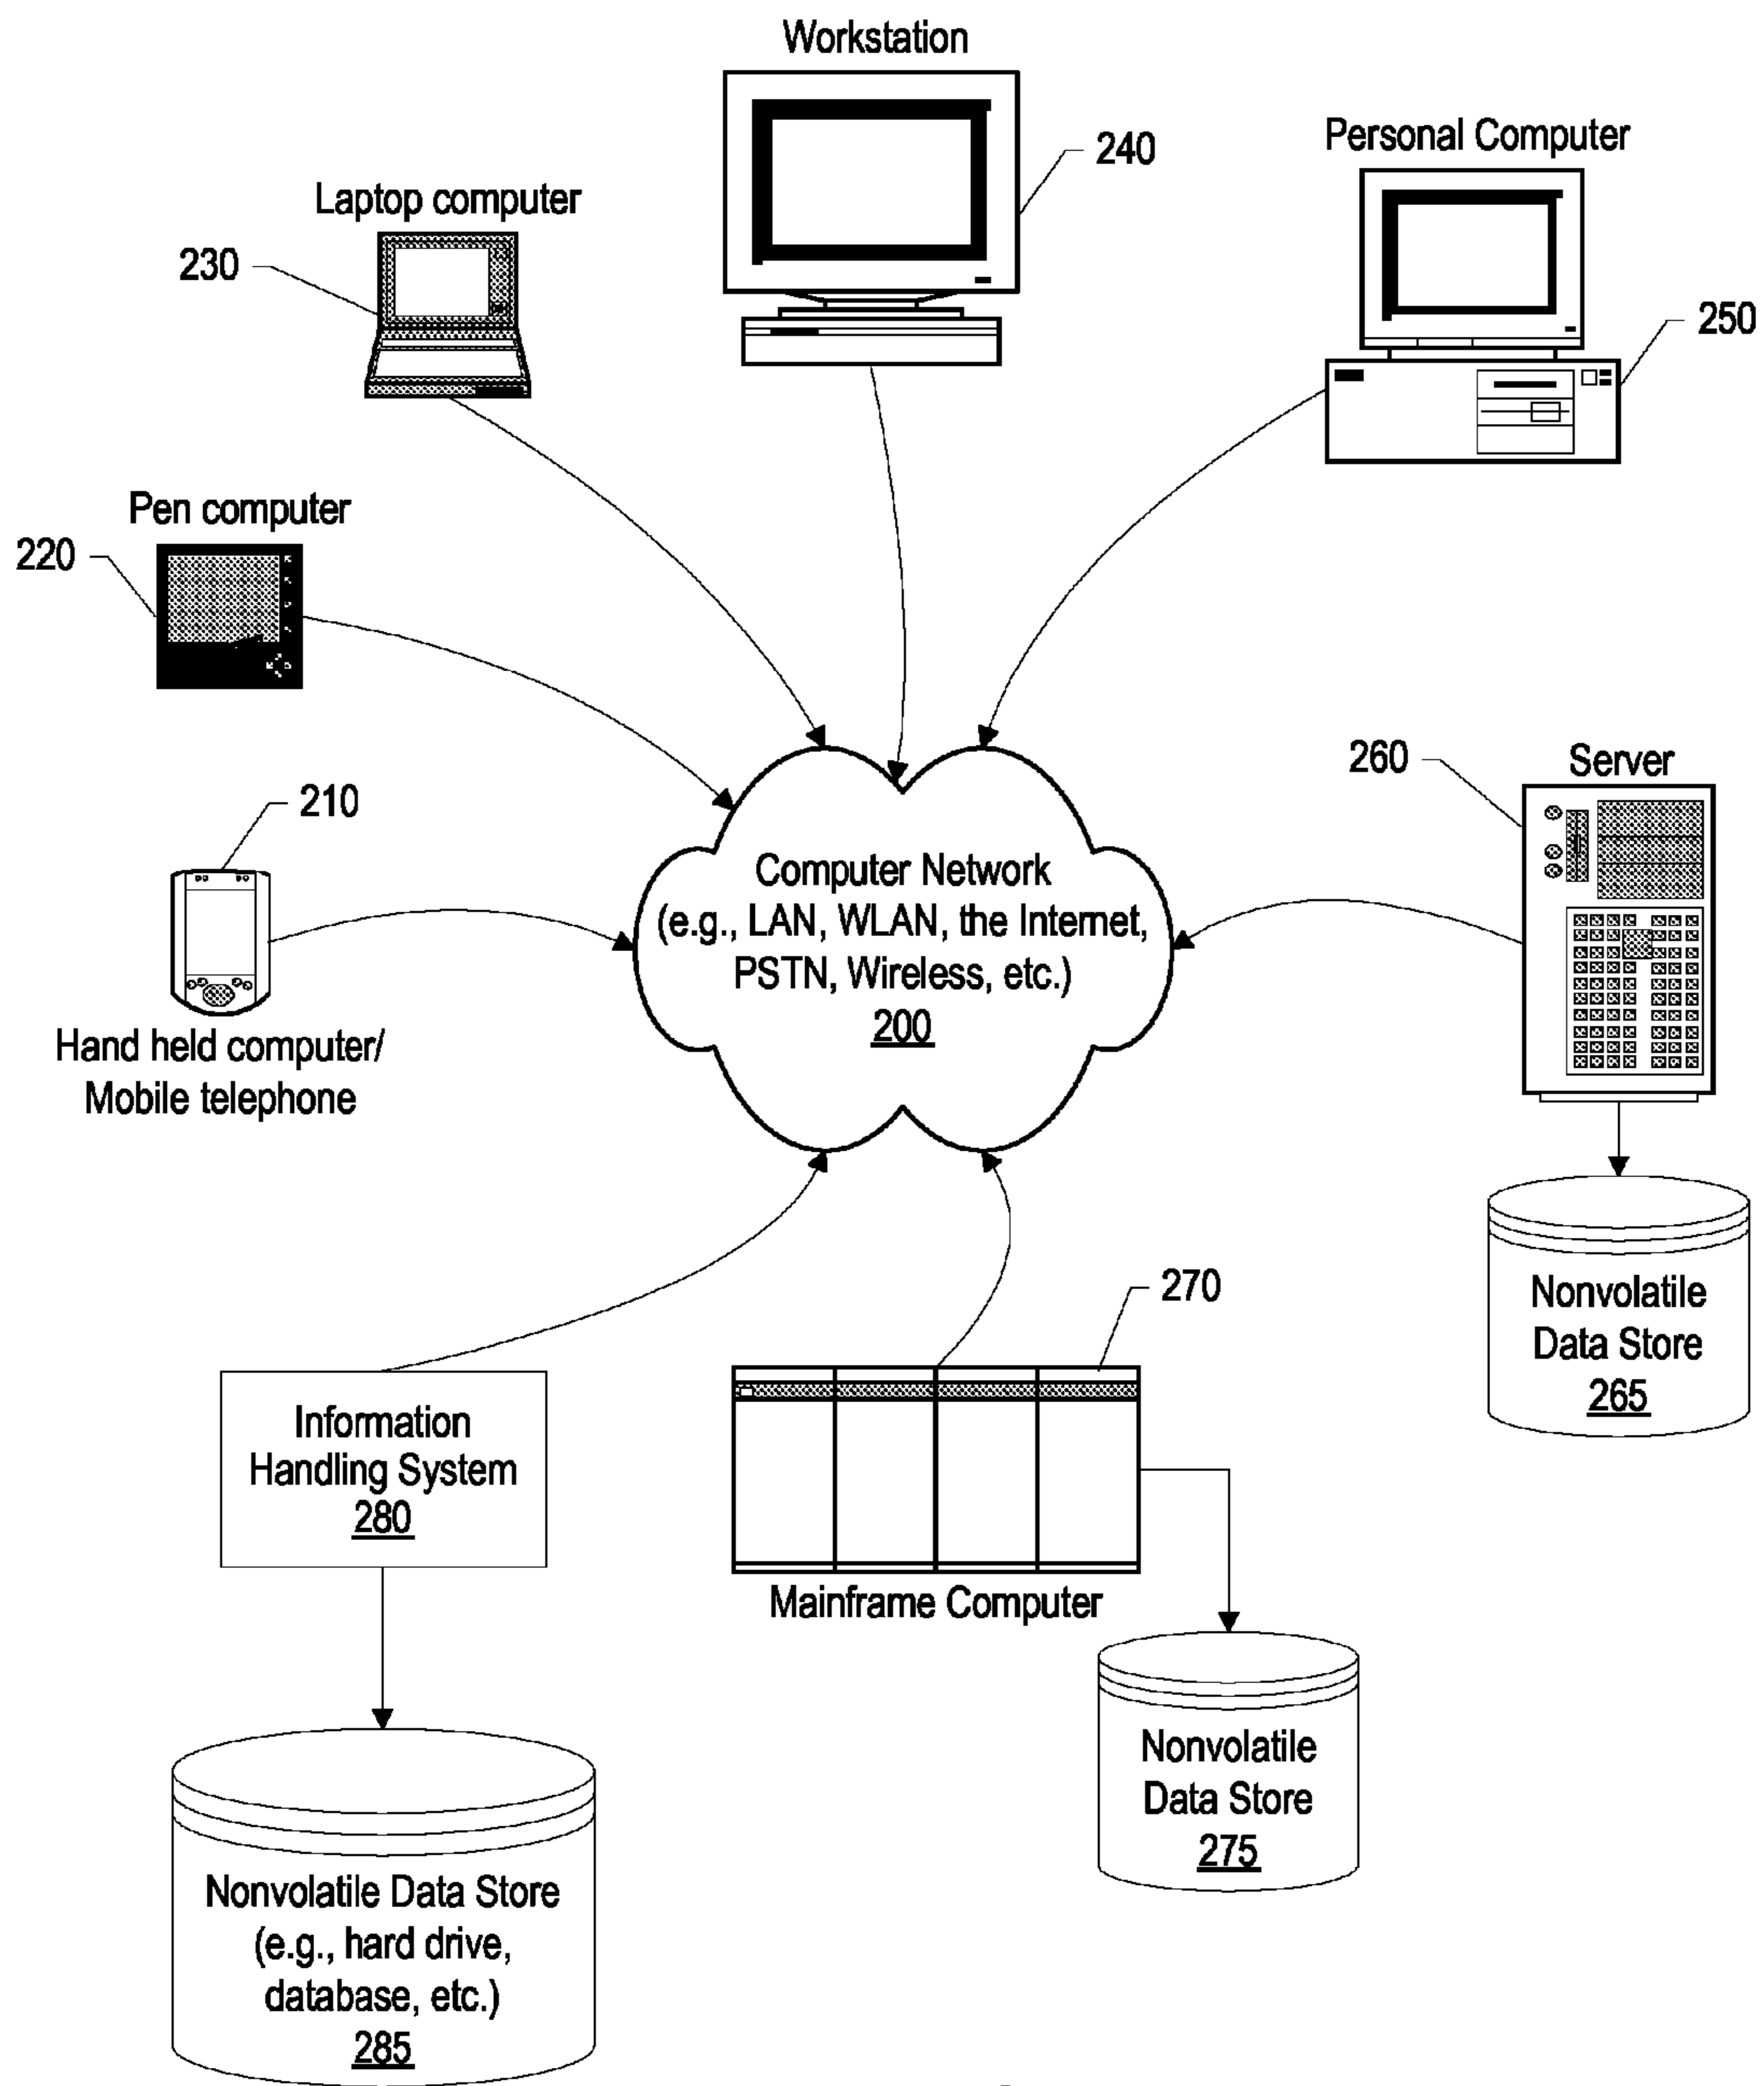 Workstation
240
Personal Computer
Laptop computer
230
250
Pen computer
220
260
Server
210
Computer Network
(e.g., LAN, WLAN, the Internet,
PSTN, Wireless, etc.)
200
Hand held computer/
Mobile telephone
270
Nonvolatile
Data Store
265
Information
Handling System
280
Mainframe Computer
Nonvolatile
Data Store
275
Nonvolatile Data Store
(e.g., hard drive,
database, etc.)
285